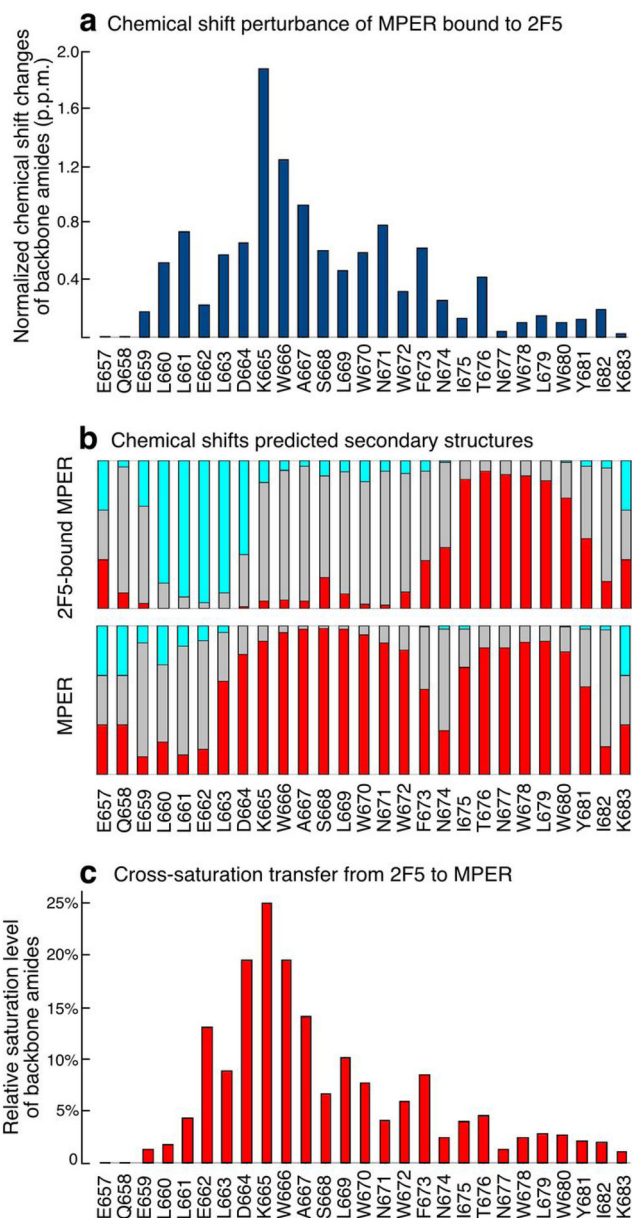 a Chemical shift perturbance of MPER bound to 2F5
Normalized chemical shift changes
of backbone amides (p.p.m.)
2.0
1.6
1.2
0.8
0.4
E657 Q658 E659 L660 L661 E662 L663 D664 K665 W666 A667 S668 L669 W670 N671 W672 F673 N674 I675 T676 N677 W678 L679 W680 Y681 I682 K683
b Chemical shifts predicted secondary structures
2F5-bound MPER
MPER
E657 Q658 E659 L660 L661 E662 L663 D664 K665 W666 A667 S668 L669 W670 N671 W672 F673 N674 I675 T676 N677 W678 L679 W680 Y681 I682 K683
c Cross-saturation transfer from 2F5 to MPER
Relative saturation level
of backbone amides
25%
20%
15%
10%
5%
0
E657 Q658 E659 L660 L661 E662 L663 D664 K665 W666 A667 S668 L669 W670 N671 W672 F673 N674 I675 T676 N677 W678 L679 W680 Y681 I682 K683